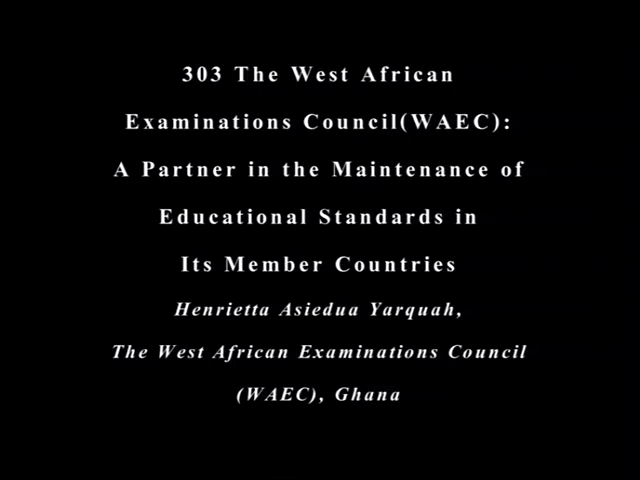 303 The West African
Examinations Council(WAEC):
A Partner in the Maintenance of
Educational Standards in
Its Member Countries
Henrietta Asiedua Yarquah,
The West African Examinations Council
(WAEC), Ghana